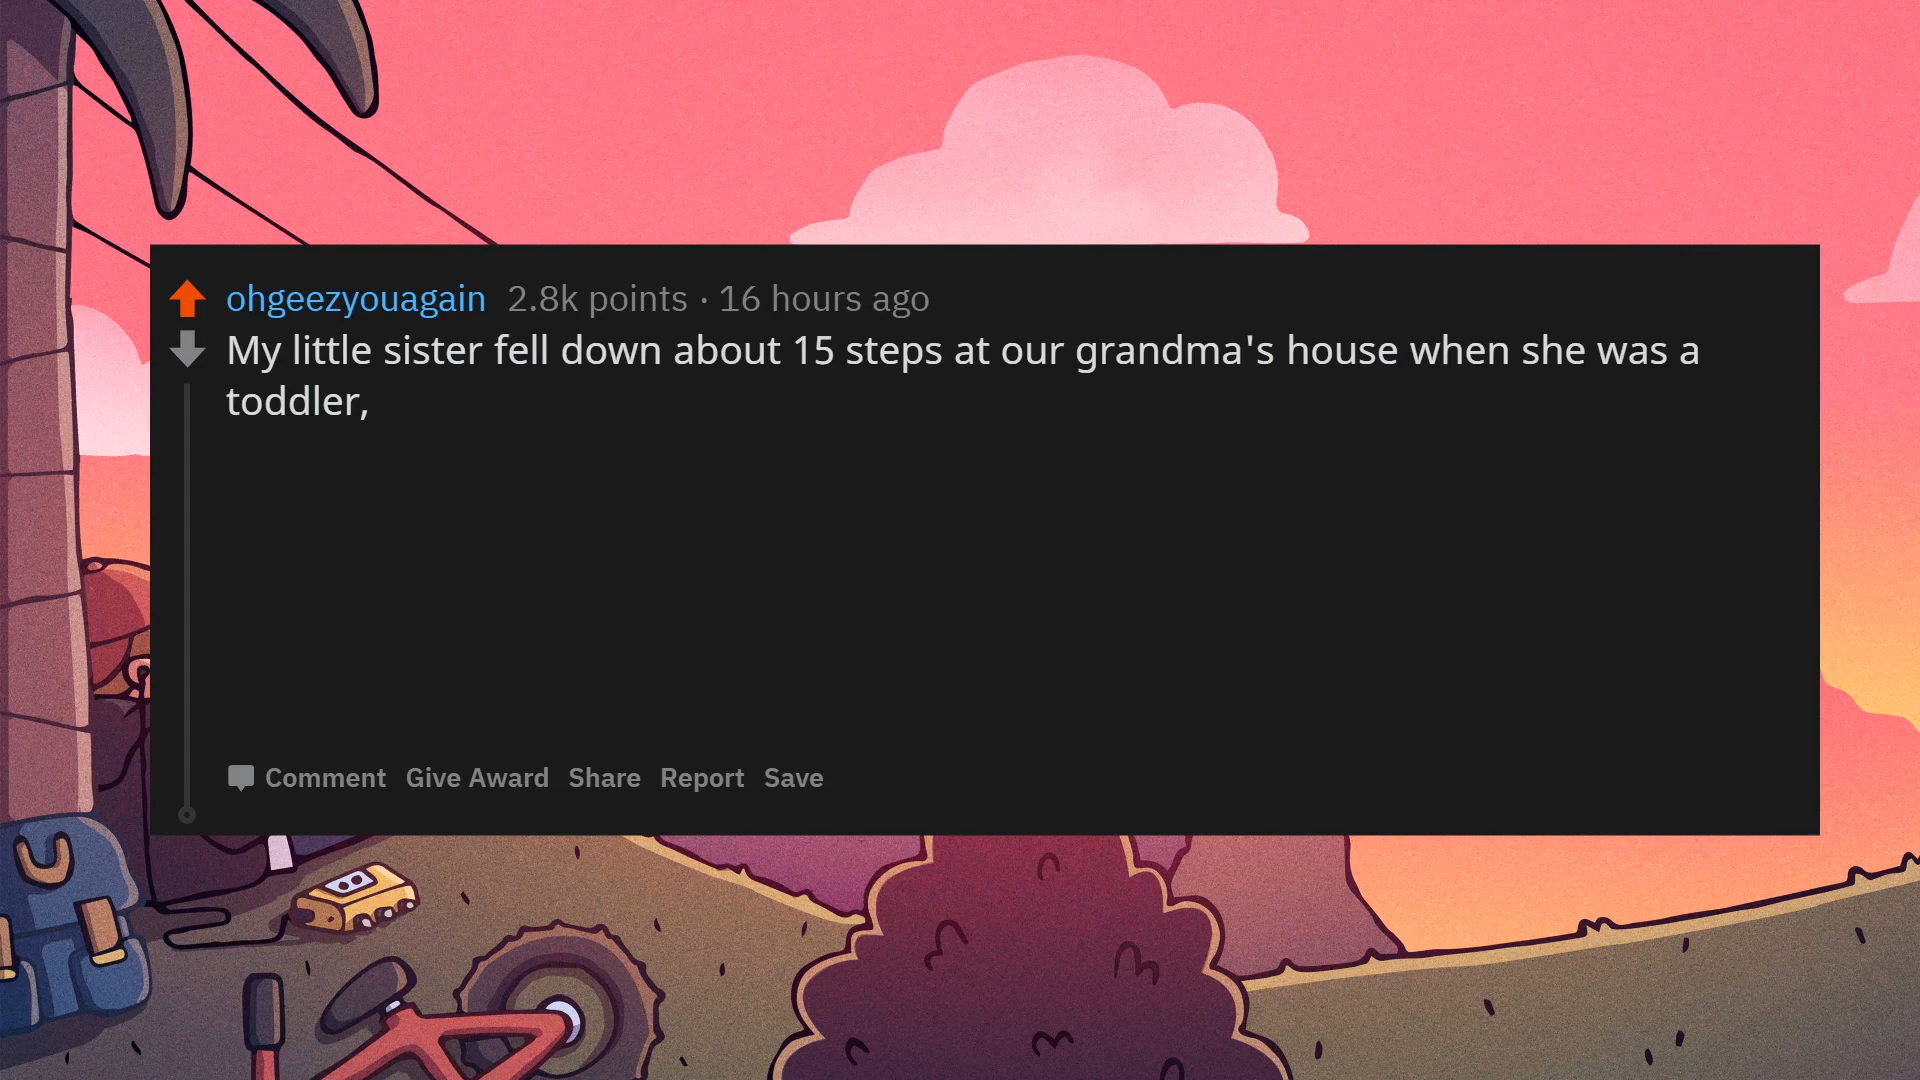 ohgeezyouagain 2.8k points · 16 hours ago
My little sister fell down about 15 steps at our grandma's house when she was a
toddler,
Comment Give Award Share Report Save